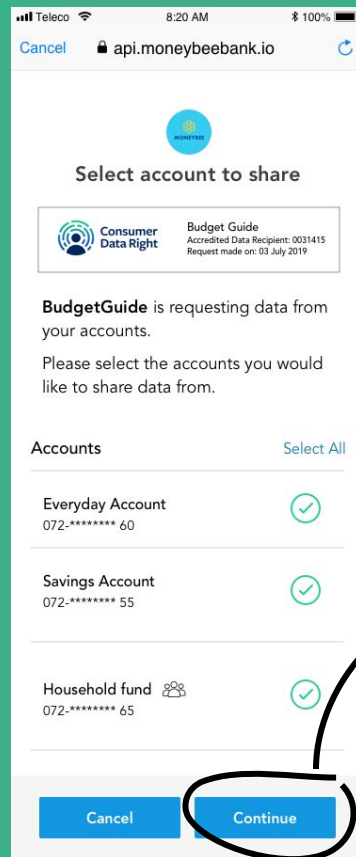 Teleco 8:20 AM 100%
Cancel api.moneybeebank.io
MONEYBEE
Select account to share
Consumer
Data Right
Budget Guide
Accredited Data Recipient: 0031415
Request made on: 03 July 2019
BudgetGuide is requesting data from
your accounts.
Please select the accounts you would
like to share data from.
Accounts Select All
Everyday Account
072-******** 60
Savings Account
072-******** 55
Household fund
072-******** 65
Cancel Continue